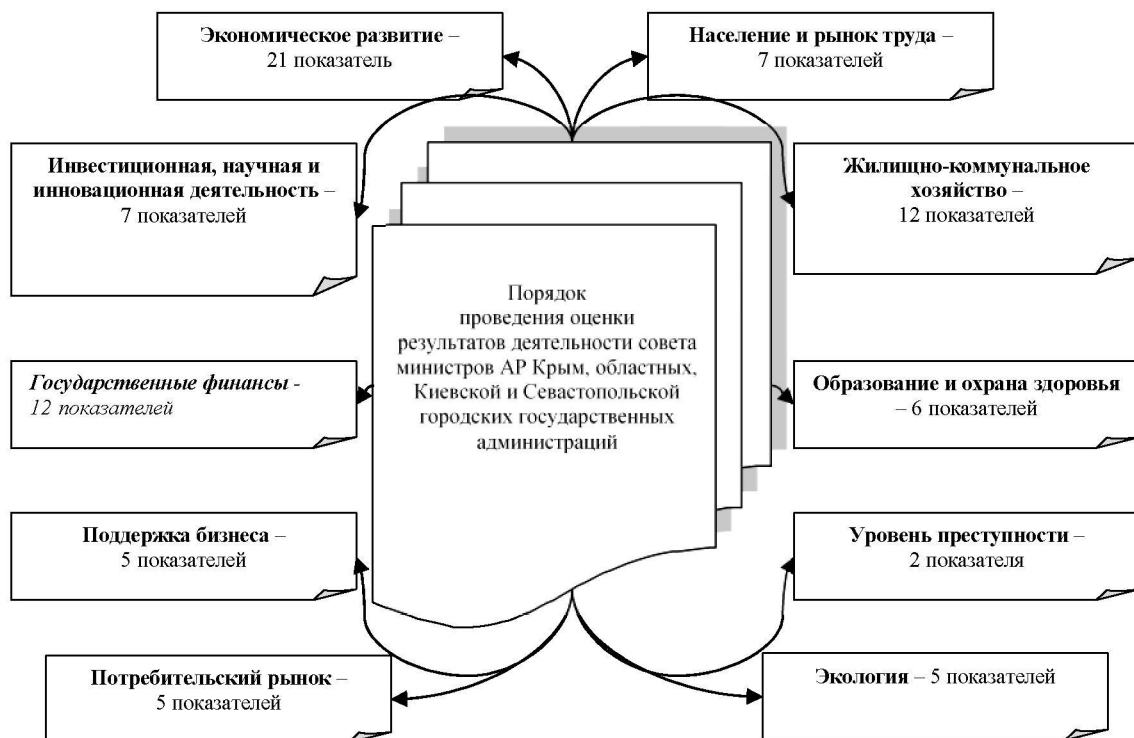 Экономическое развитие –
21 показатель
Население и рынок труда –
7 показателей
Инвестиционная, научная и
инновационная деятельность –
7 показателей
Жилищно-коммунальное
хозяйство –
12 показателей
Порядок
проведения оценки
результатов деятельности совета
министров АР Крым, областных,
Киевской и Севастопольской
городских государственных
администраций
Государственные финансы -
12 показателей
Образование и охрана здоровья
– 6 показателей
Поддержка бизнеса –
5 показателей
Уровень преступности –
2 показателя
Потребительский рынок –
5 показателей
Экология – 5 показателей